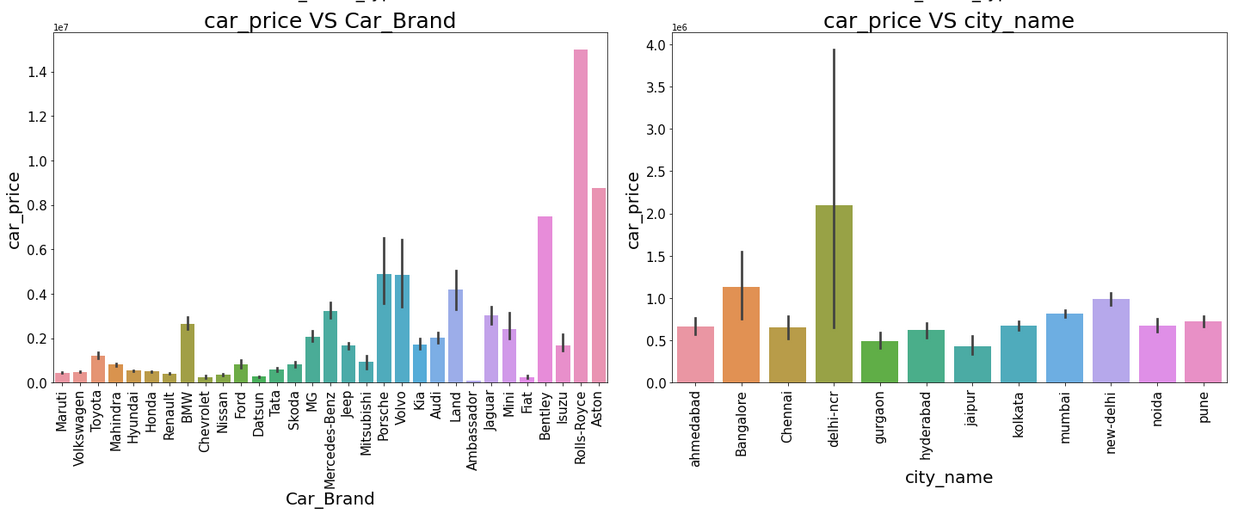 car_price VS Car_Brand
1e7
1.4
1.2
1.0
0.8
0.6
0.4
0.2
0.0
car_price
Maruti
Volkswagen
Toyota
Mahindra
Hyundai
Honda
Renault
BMW
Chevrolet
Nissan
Ford
Datsun
Tata
Skoda
MG
Mercedes-Benz
Jeep
Mitsubishi
Porsche
Volvo
Kia
Audi
Land
Ambassador
Jaguar
Mini
Fiat
Bentley
Isuzu
Rolls-Royce
Aston
Car_Brand
car_price VS city_name
1e6
4.0
3.5
3.0
2.5
2.0
1.5
1.0
0.5
0.0
car_price
ahmedabad
Bangalore
Chennai
delhi-ncr
gurgaon
hyderabad
jaipur
kolkata
mumbai
new-delhi
noida
pune
city_name